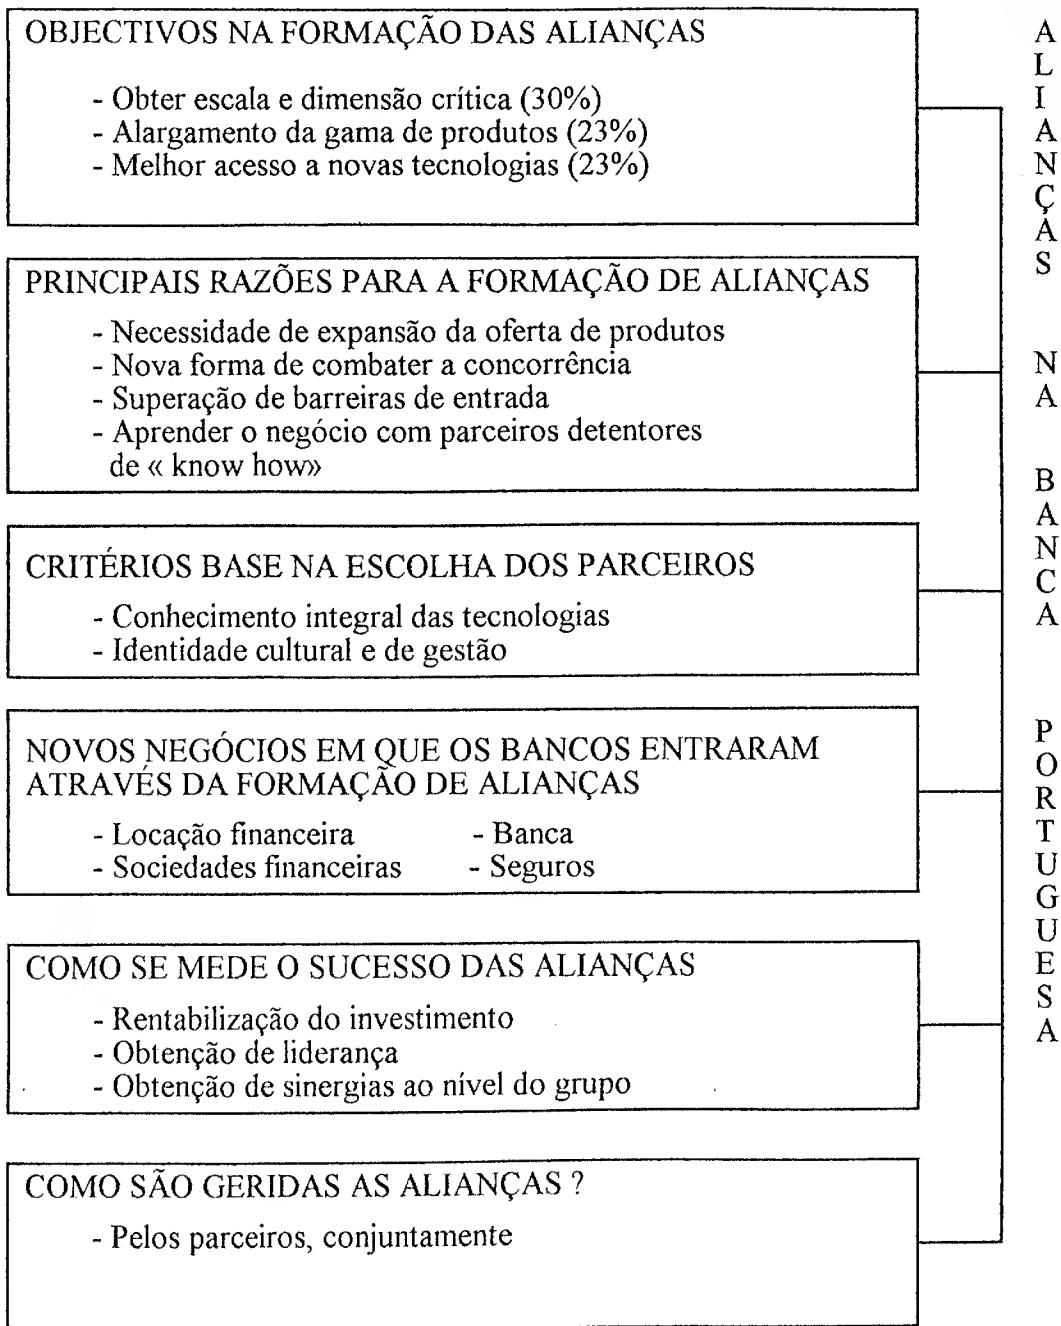 OBJECTIVOS NA FORMAÇÃO DAS ALIANÇAS
- Obter escala e dimensão crítica (30%)
- Alargamento da gama de produtos (23%)
- Melhor acesso a novas tecnologias (23%)
PRINCIPAIS RAZÕES PARA A FORMAÇÃO DE ALIANÇAS
- Necessidade de expansão da oferta de produtos
- Nova forma de combater a concorrência
- Superação de barreiras de entrada
- Aprender o negócio com parceiros detentores
de « know how»
CRITÉRIOS BASE NA ESCOLHA DOS PARCEIROS
- Conhecimento integral das tecnologias
- Identidade cultural e de gestão
NOVOS NEGÓCIOS EM QUE OS BANCOS ENTRARAM
ATRAVÉS DA FORMAÇÃO DE ALIANÇAS
- Locação financeira - Banca
- Sociedades financeiras - Seguros
COMO SE MEDE O SUCESSO DAS ALIANÇAS
- Rentabilização do investimento
- Obtenção de liderança
- Obtenção de sinergias ao nível do grupo
COMO SÃO GERIDAS AS ALIANÇAS ?
- Pelos parceiros, conjuntamente
ALIANÇAS NA BANCA PORTUGUESA